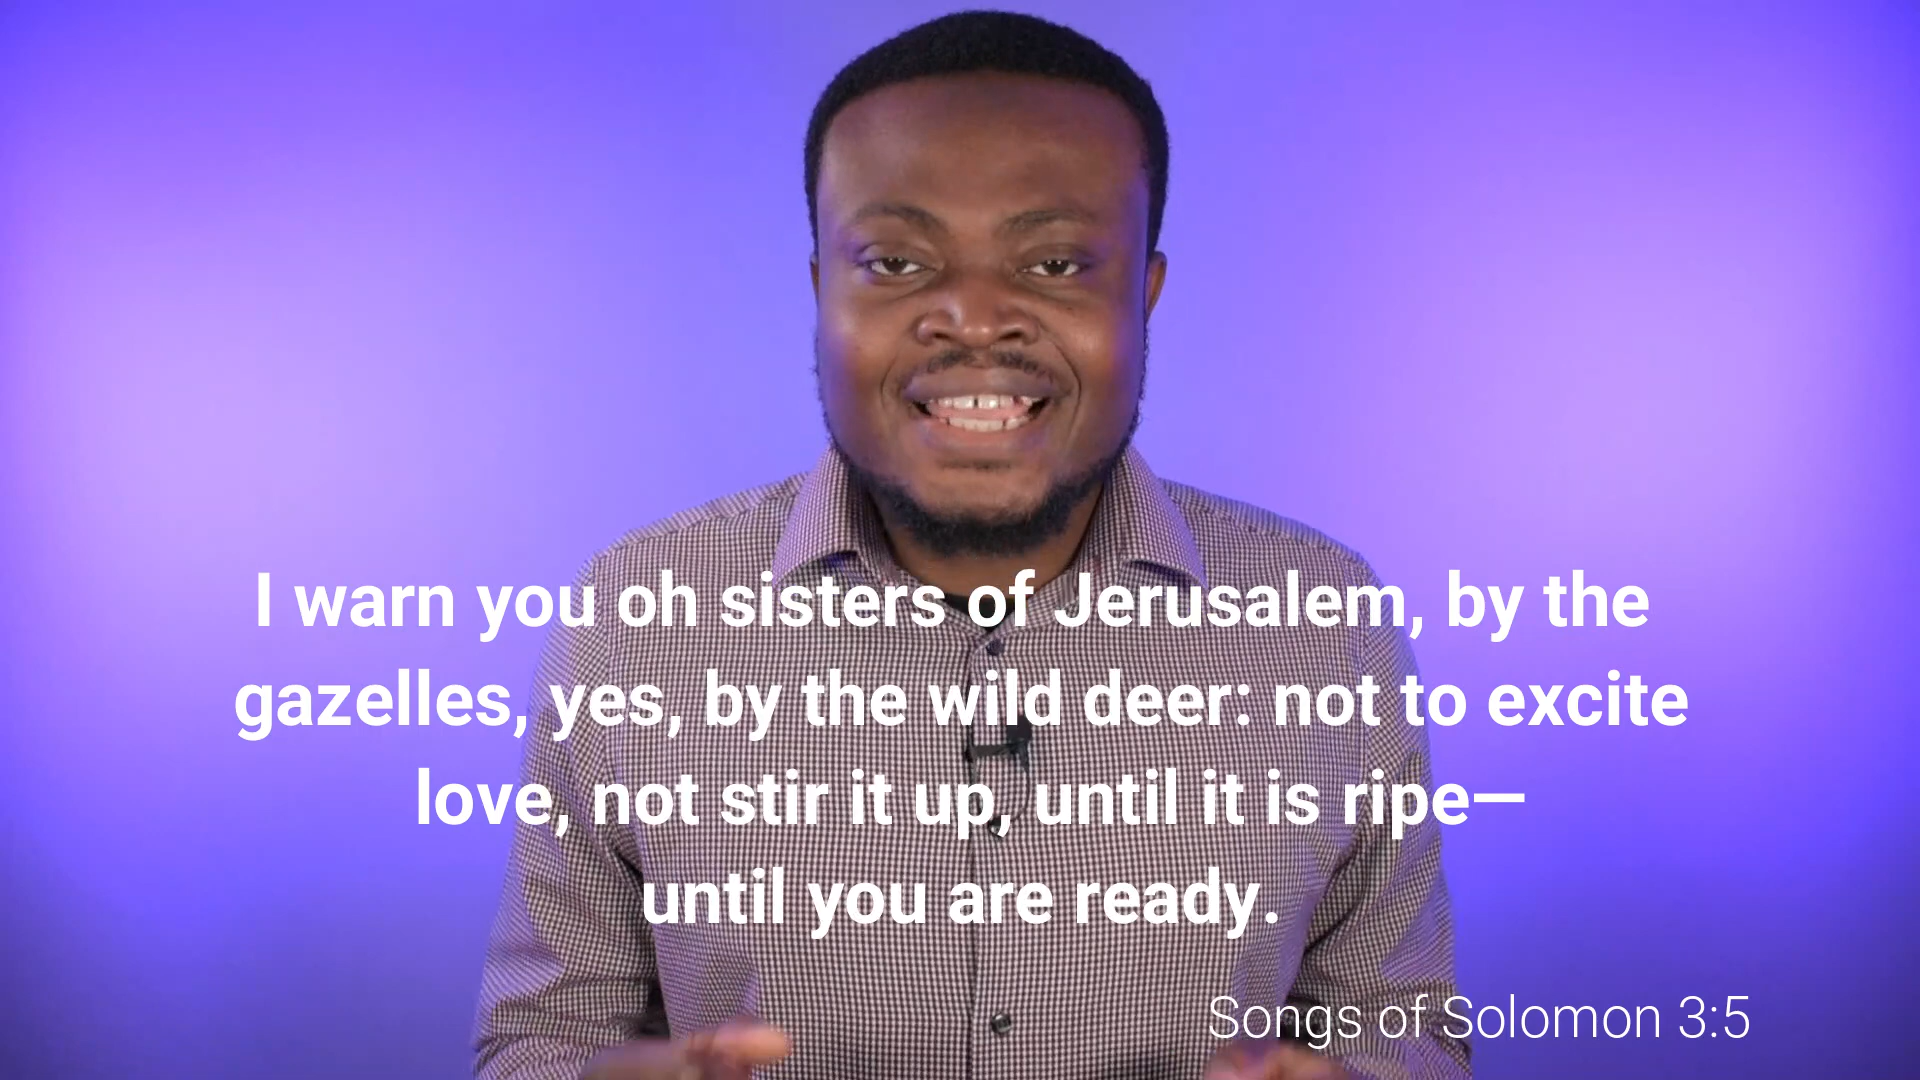 I warn you oh sisters of Jerusalem, by the
gazelles, yes, by the wild deer: not to excite
love, not stir it up, until it is ripe—
until you are ready.
Songs of Solomon 3:5